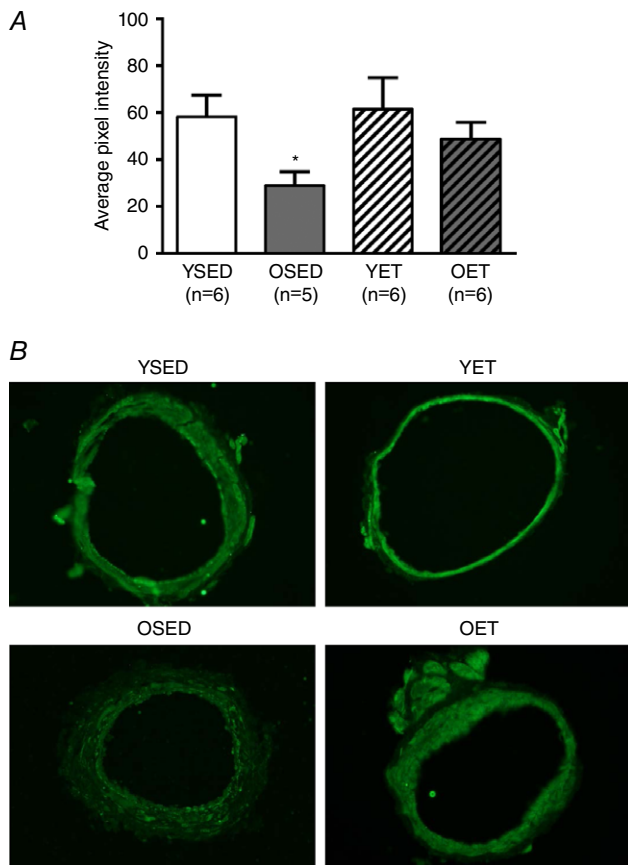 A
Average pixel intensity
100
80
60
40
20
0
*
YSED OSED YET OET
(n=6) (n=5) (n=6) (n=6)
B
YSED YET
OSED OET